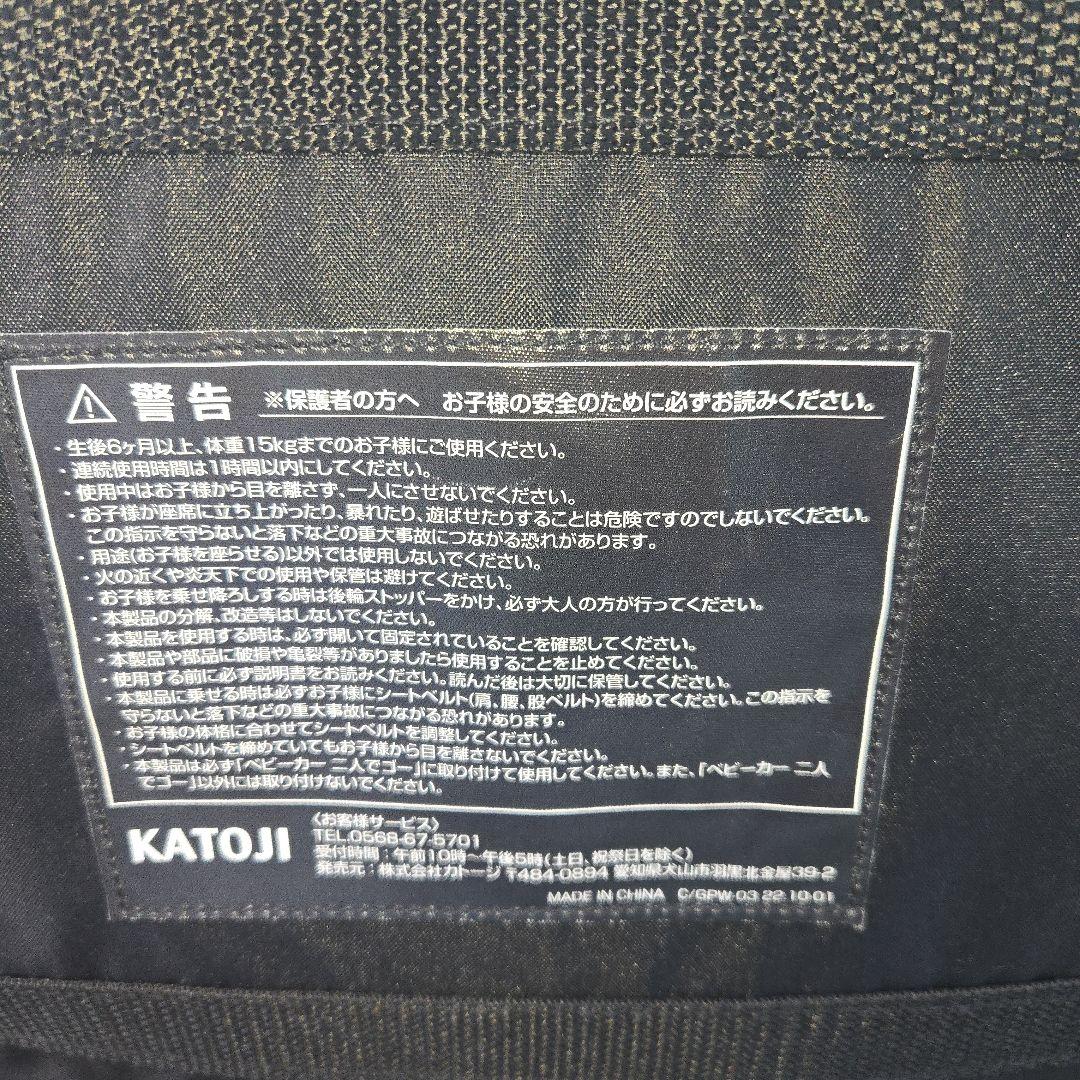 警告 ※保護者の方へ お子様の安全のために必ずお読みください。
・生後6ヶ月以上、体重15kgまでのお子様にご使用ください。
・連続使用時間は1時間以内にしてください。
・使用中はお子様から目を離さず、一人にさせないでください。
・お子様が座席に立ち上がったり、暴れたり、遊ばせたりすることは危険ですのでしないでください。
この指示を守らないと落下などの重大事故につながる恐れがあります。
・用途(お子様を座らせる)以外では使用しないでください。
・火の近くや炎天下での使用や保管は避けてください。
・お子様を乗せ降ろしする時は後輪ストッパーをかけ、必ず大人の方が行ってください。
・本製品の分解、改造等はしないでください。
・本製品を使用する時は、必ず開いて固定されていることを確認してください。
・本製品や部品に破損や亀裂等がありましたら使用することを止めてください。
・使用する前に必ず説明書をお読みください。読んだ後は大切に保管してください。
・本製品に乗せる時は必ずお子様にシートベルト(肩、腰、股ベルト)を締めてください。この指示を
守らないと落下などの重大事故につながる恐れがあります。
・お子様の体格に合わせてシートベルトを調整してください。
・シートベルトを締めていてもお子様から目を離さないでください。
・本製品は必ず「ベビーカー 二人でゴー」に取り付けて使用してください。また、「ベビーカー 二人
でゴー」以外には取り付けないでください。
KATOJI
〈お客様サービス〉
TEL.0568-67-5701
受付時間：午前10時〜午後5時(土日、祝祭日を除く)
発売元：株式会社カトージ 〒484-0894 愛知県犬山市羽黒北金屋39-2
MADE IN CHINA C/GPW-03 22 10-01